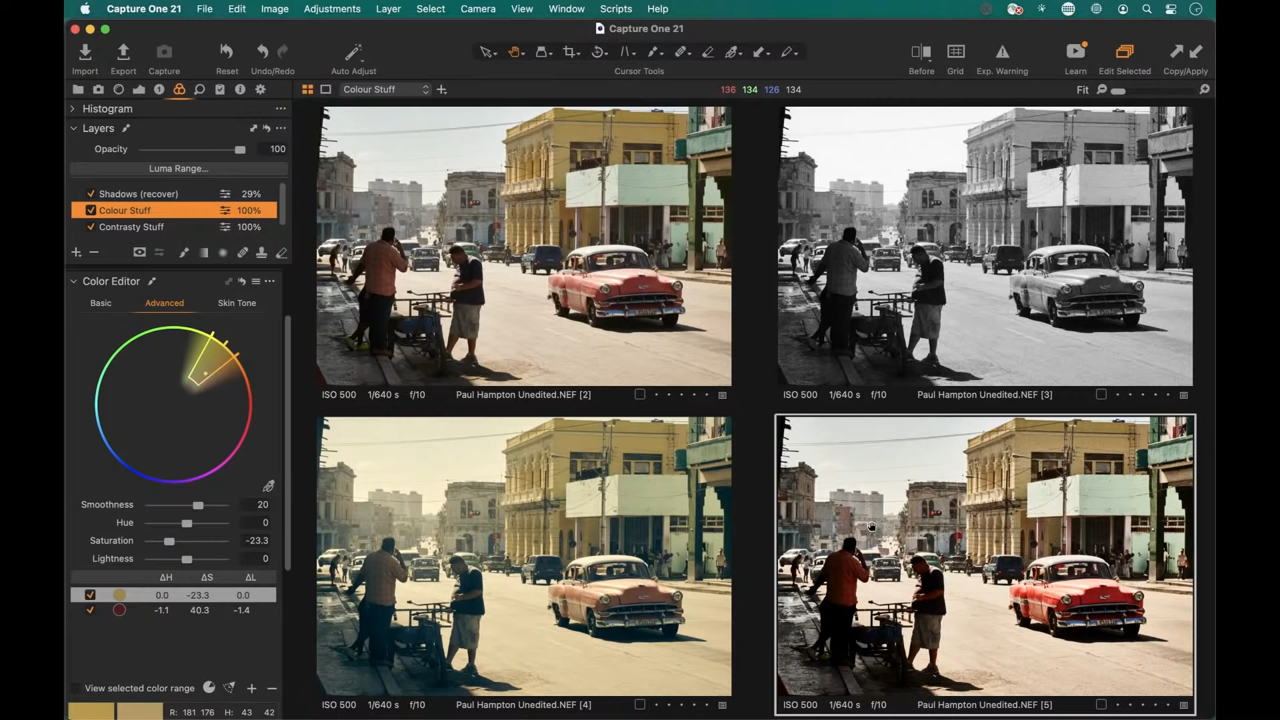 Capture One 21 File Edit Image Adjustments Layer Select Camera View Window Scripts Help
Capture One 21
Import Export Capture Reset Undo/Redo Auto Adjust Cursor Tools Before Grid Exp. Warning Learn Edit Selected Copy/Apply
Colour Stuff 136 134 126 134 Fit
Histogram
Layers
Opacity 100
Luma Range...
Shadows (recover) 29%
Colour Stuff 100%
Contrasty Stuff 100%
Color Editor
Basic Advanced Skin Tone
Smoothness 20
Hue 0
Saturation -23.3
Lightness 0
ΔH ΔS ΔL
0.0 -23.3 0.0
-1.1 40.3 -1.4
View selected color range
R: 181 176 H: 43 42
ISO 500 1/640 s f/10 Paul Hampton Unedited.NEF [2]
ISO 500 1/640 s f/10 Paul Hampton Unedited.NEF [3]
ISO 500 1/640 s f/10 Paul Hampton Unedited.NEF [4]
ISO 500 1/640 s f/10 Paul Hampton Unedited.NEF [5]